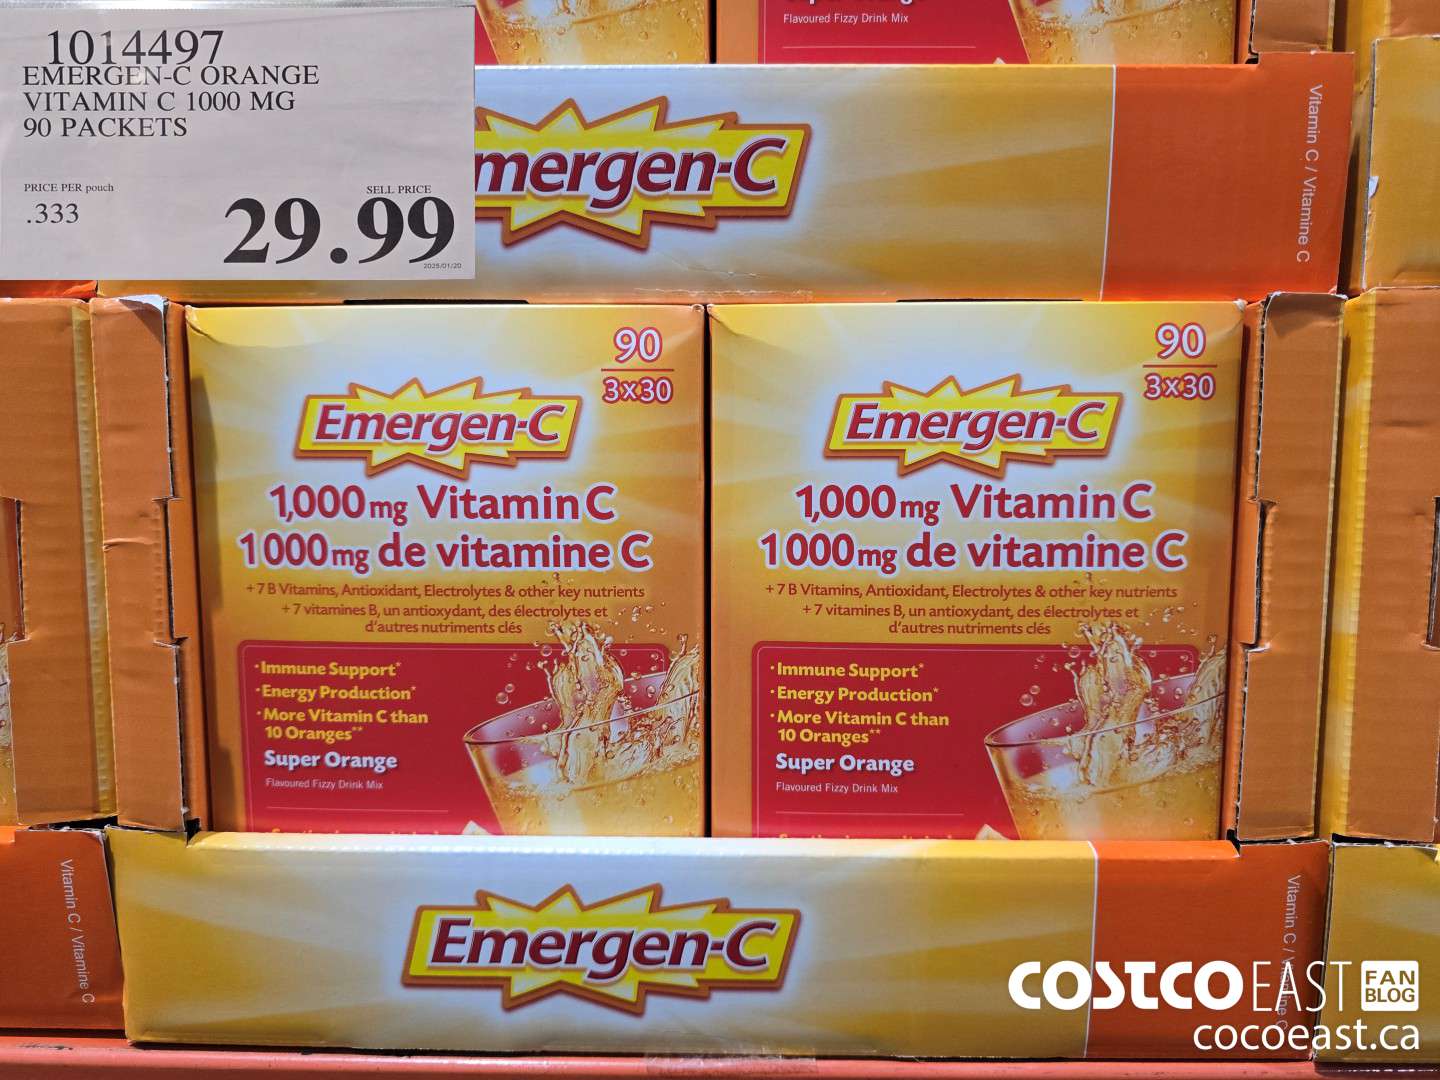 1014497
EMERGEN-C ORANGE
VITAMIN C 1000 MG
90 PACKETS
PRICE PER pouch
.333
SELL PRICE
29.99
2025/01/20
Flavoured Fizzy Drink Mix
mergen-C
Vitamin C / Vitamine C
90
3x30
Emergen-C
1,000mg Vitamin C
1 000mg de vitamine C
+ 7 B Vitamins, Antioxidant, Electrolytes & other key nutrients
+ 7 vitamines B, un antioxydant, des électrolytes et
d'autres nutriments clés
· Immune Support*
· Energy Production*
· More Vitamin C than
10 Oranges**
Super Orange
Flavoured Fizzy Drink Mix
90
3x30
Emergen-C
1,000mg Vitamin C
1 000mg de vitamine C
+ 7 B Vitamins, Antioxidant, Electrolytes & other key nutrients
+ 7 vitamines B, un antioxydant, des électrolytes et
d'autres nutriments clés
· Immune Support*
· Energy Production*
· More Vitamin C than
10 Oranges**
Super Orange
Flavoured Fizzy Drink Mix
Vitamin C / Vitamine C
Emergen-C
Vitamin C /
COSTCO EAST FAN
BLOG
cocoeast.ca